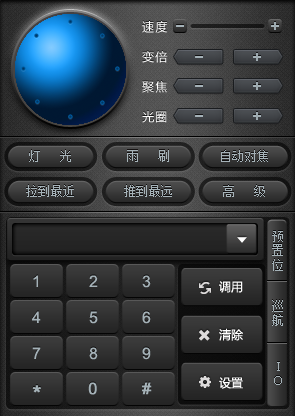 速度 − +
变倍 − +
聚焦 − +
光圈 − +
灯 光 雨 刷 自动对焦
拉到最近 推到最远 高 级
预置位
巡航
IO
1 2 3
4 5 6
7 8 9
* 0 #
调用
清除
设置